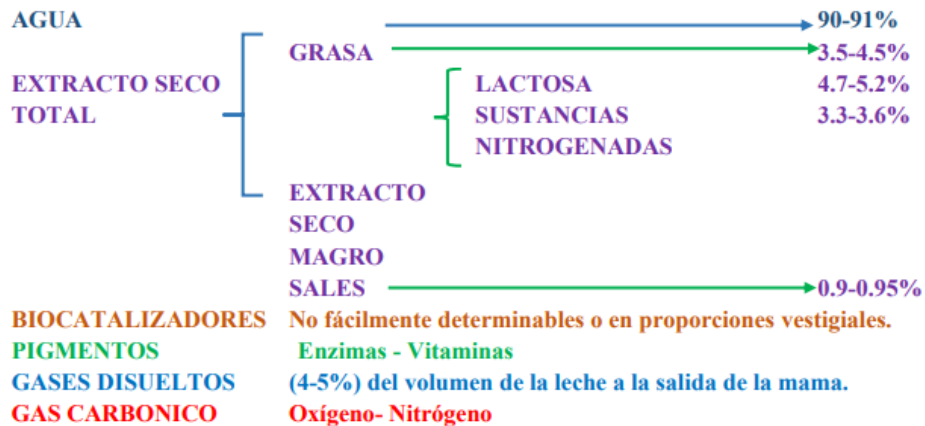 AGUA 90-91%
GRASA 3.5-4.5%
EXTRACTO SECO LACTOSA 4.7-5.2%
TOTAL SUSTANCIAS 3.3-3.6%
NITROGENADAS
EXTRACTO
SECO
MAGRO
SALES 0.9-0.95%
BIOCATALIZADORES No fácilmente determinables o en proporciones vestigiales.
PIGMENTOS Enzimas - Vitaminas
GASES DISUELTOS (4-5%) del volumen de la leche a la salida de la mama.
GAS CARBONICO Oxígeno- Nitrógeno